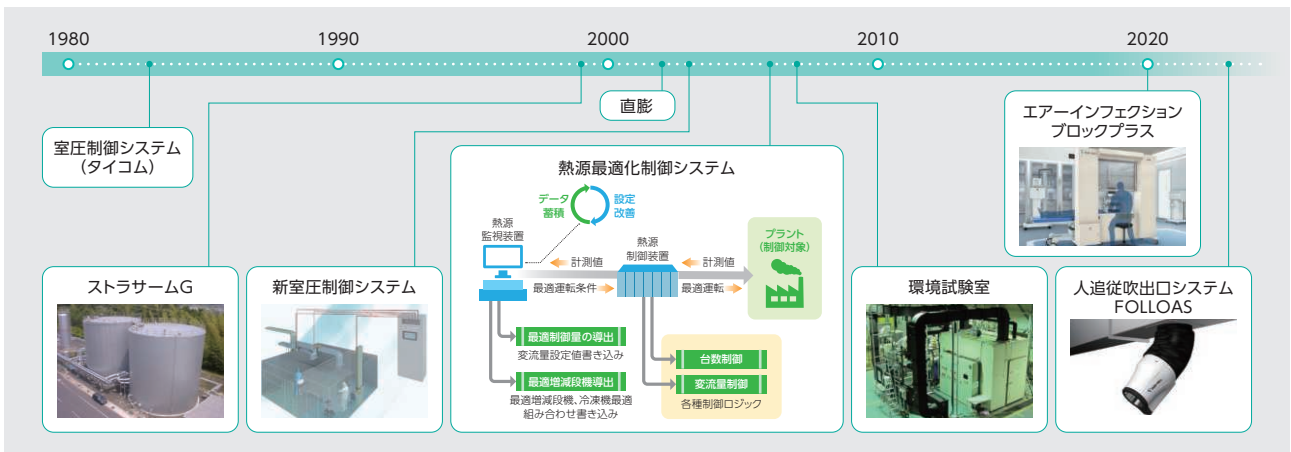 1980
1990
2000
2010
2020
室圧制御システム
(タイコム)
直膨
エアーインフェクション
ブロックプラス
ストラサームG
新室圧制御システム
熱源最適化制御システム
データ
蓄積
設定
改善
熱源
監視装置
熱源
制御装置
プラント
(制御対象)
計測値
計測値
最適運転条件
最適運転
最適制御量の導出
変流量設定値書き込み
最適増減段機導出
最適増減段機、冷凍機最適
組み合わせ書き込み
台数制御
変流量制御
各種制御ロジック
環境試験室
人追従吹出口システム
FOLLOAS